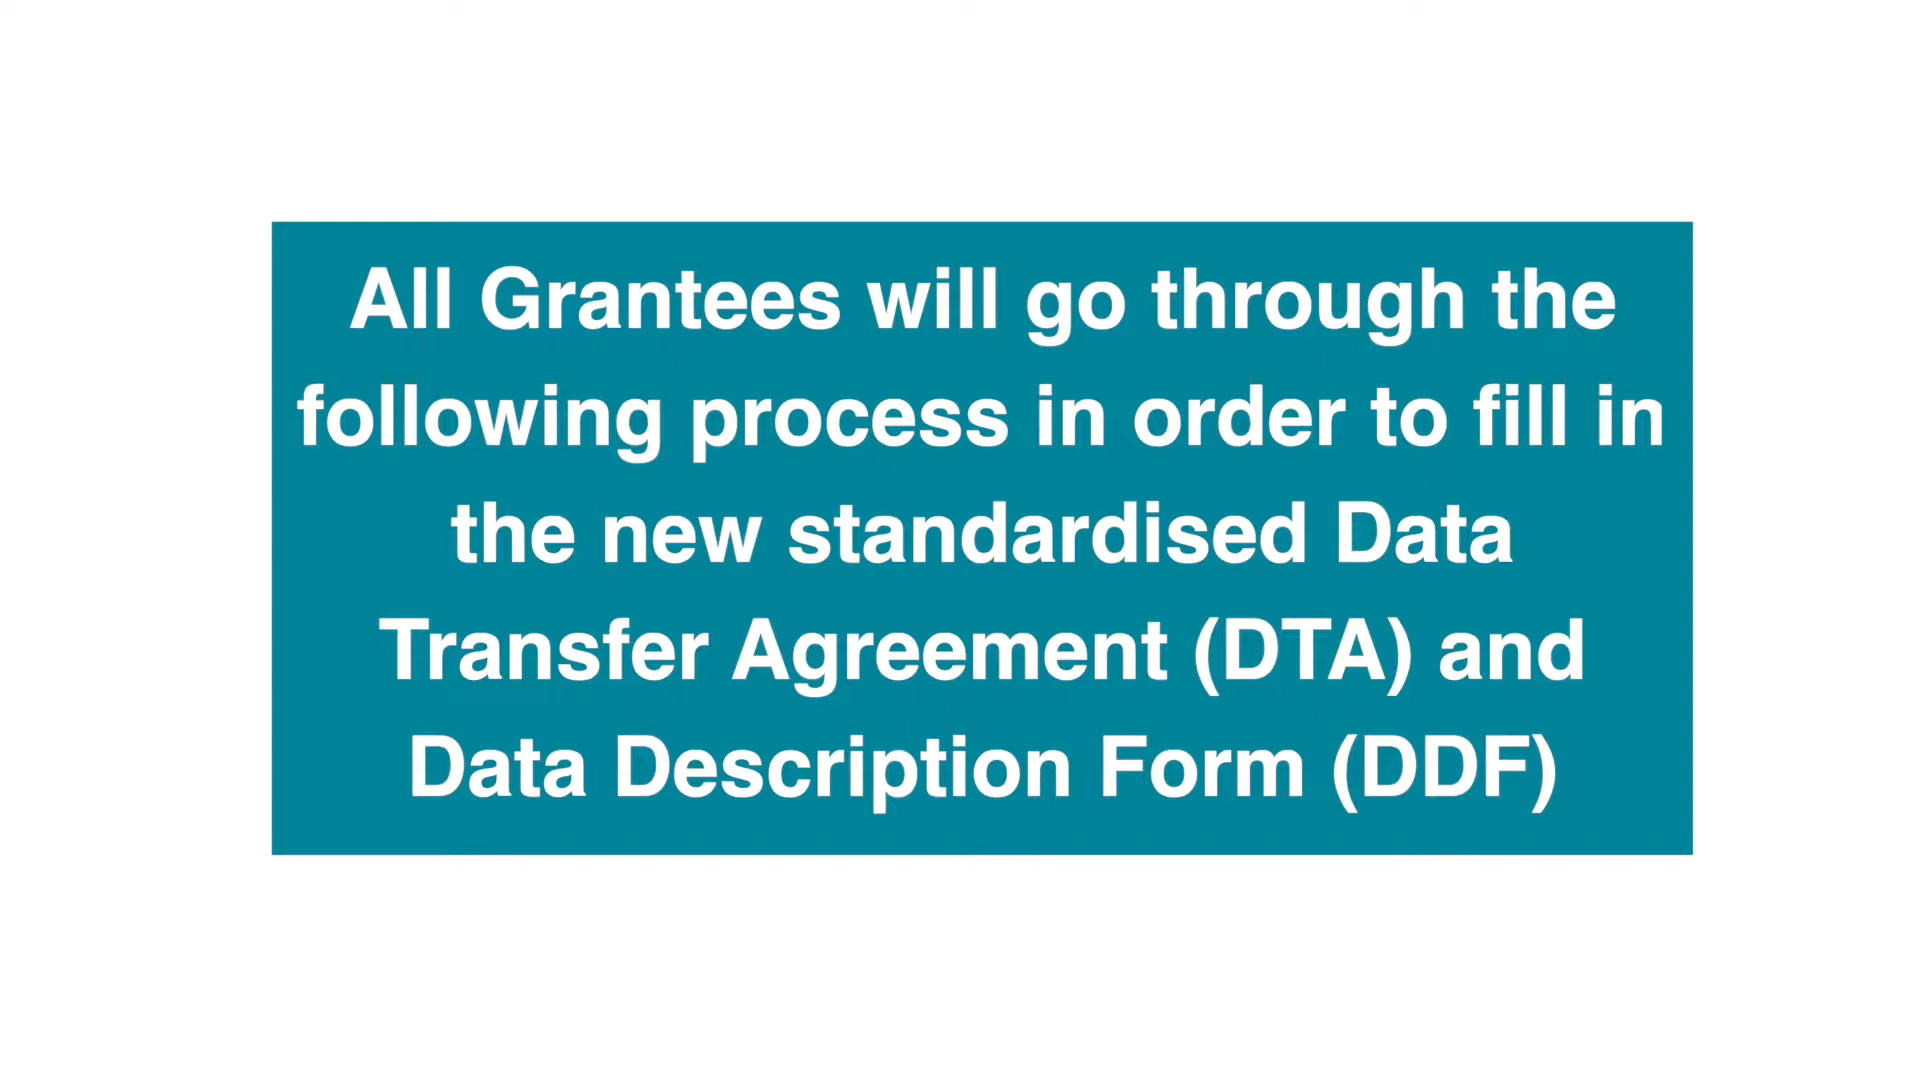 All Grantees will go through the
following process in order to fill in
the new standardised Data
Transfer Agreement (DTA) and
Data Description Form (DDF)